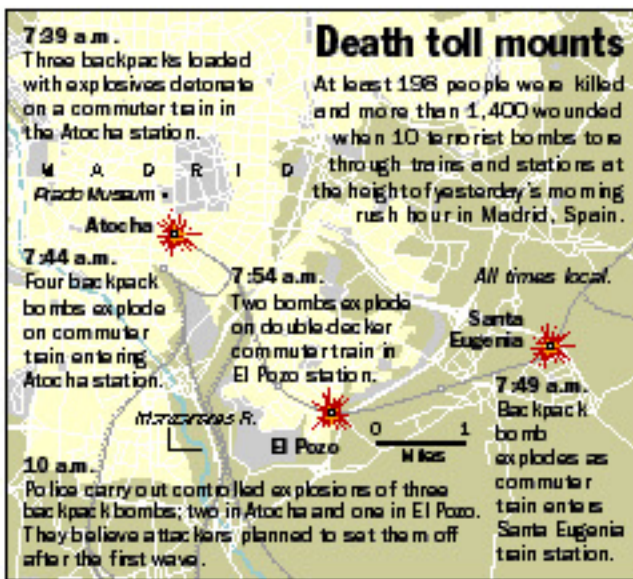 Death toll mounts
At least 198 people were killed
and more than 1,400 wounded
when 10 terrorist bombs tore
through trains and stations at
the height of yesterday's morning
rush hour in Madrid, Spain.
7:39 a.m.
Three backpacks loaded
with explosives detonate
on a commuter train in
the Atocha station.
M A D R I D
Prado Museum
Atocha
7:44 a.m.
Four backpack
bombs explode
on commuter
train entering
Atocha station.
7:54 a.m.
Two bombs explode
on double-decker
commuter train in
El Pozo station.
All times local.
Santa
Eugenia
7:49 a.m.
Backpack
bomb
explodes as
commuter
train enters
Santa Eugenia
train station.
Manzanares R.
El Pozo
0 1
Miles
10 a.m.
Police carry out controlled explosions of three
backpack bombs; two in Atocha and one in El Pozo.
They believe attackers planned to set them off
after the first wave.